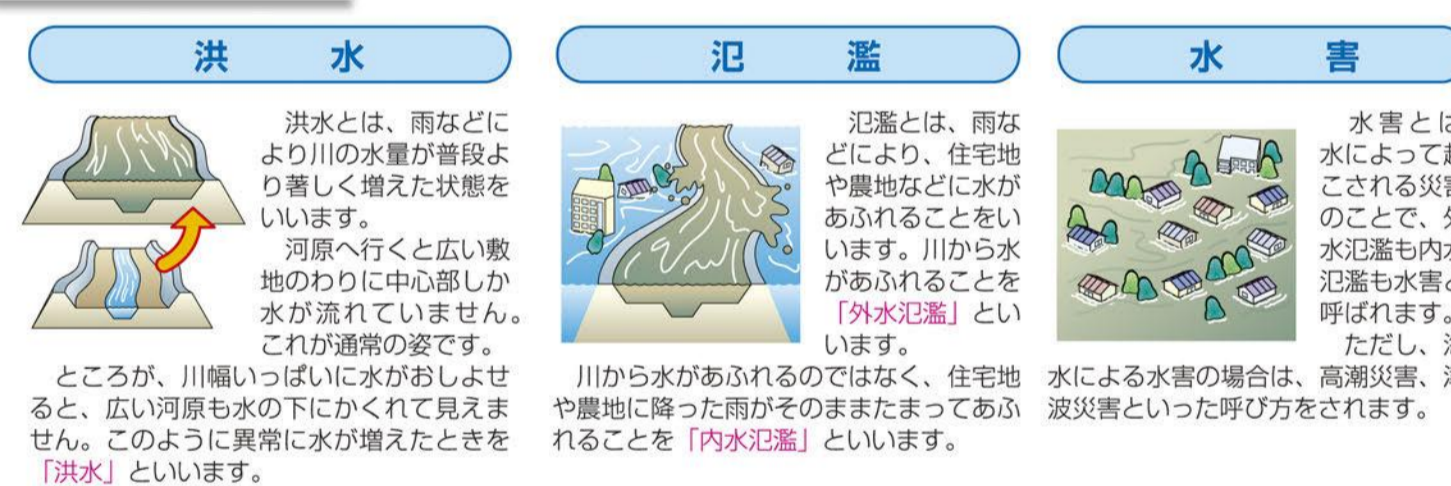 洪 水
洪水とは、雨などに
より川の水量が普段よ
り著しく増えた状態を
いいます。
河原へ行くと広い敷
地のわりに中心部しか
水が流れていません。
これが通常の姿です。
ところが、川幅いっぱいに水がおしよせ
ると、広い河原も水の下にかくれて見えま
せん。このように異常に水が増えたときを
「洪水」といいます。
氾 濫
氾濫とは、雨な
どにより、住宅地
や農地などに水が
あふれることをい
います。川から水
があふれることを
「外水氾濫」とい
います。
川から水があふれるのではなく、住宅地
や農地に降った雨がそのままたまってあふ
れることを「内水氾濫」といいます。
水 害
水害とは
水によって
こされる災害
のことで、
水氾濫も内水
氾濫も水害
呼ばれます。
ただし、
水による水害の場合は、高潮災害、
波災害といった呼び方をされます。